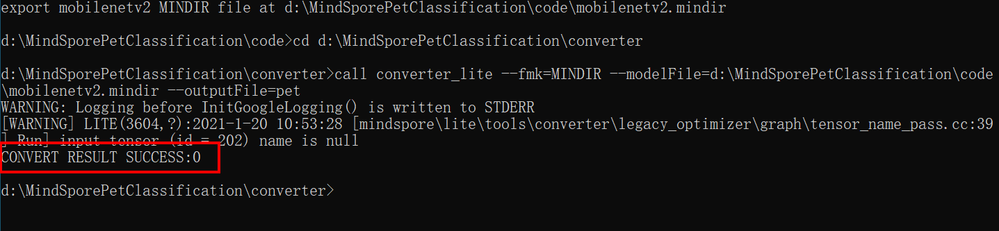 export mobilenetv2 MINDIR file at d:\MindSporePetClassification\code\mobilenetv2.mindir
d:\MindSporePetClassification\code>cd d:\MindSporePetClassification\converter
d:\MindSporePetClassification\converter>call converter_lite --fmk=MINDIR --modelFile=d:\MindSporePetClassification\code
\mobilenetv2.mindir --outputFile=pet
WARNING: Logging before InitGoogleLogging() is written to STDERR
[WARNING] LITE(3604,?):2021-1-20 10:53:28 [mindspore\lite\tools\converter\legacy_optimizer\graph\tensor_name_pass.cc:39
] Run] input tensor (id = 202) name is null
CONVERT RESULT SUCCESS:0
d:\MindSporePetClassification\converter>